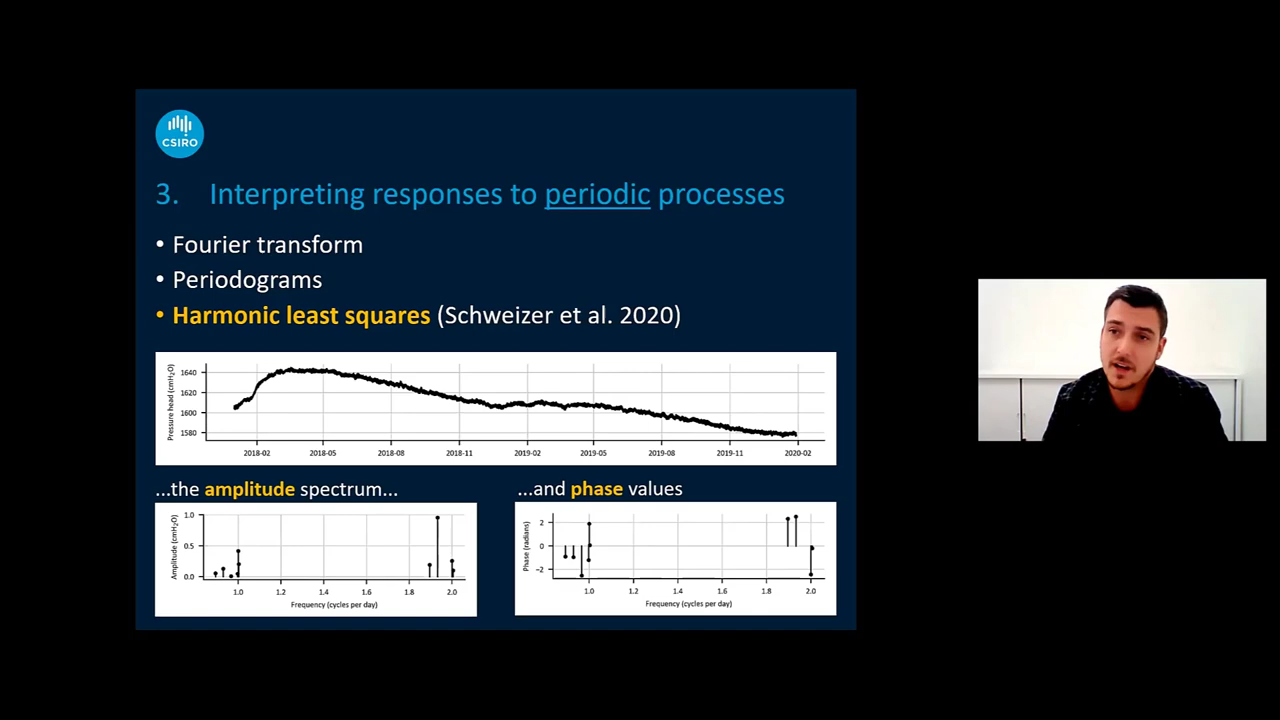 CSIRO
3. Interpreting responses to periodic processes
• Fourier transform
• Periodograms
• Harmonic least squares (Schweizer et al. 2020)
Pressure head (cmH₂O)
1640
1620
1600
1580
2018-02 2018-05 2018-08 2018-11 2019-02 2019-05 2019-08 2019-11 2020-02
...the amplitude spectrum...
Amplitude (cmH₂O)
1.0
0.5
0.0
1.0 1.2 1.4 1.6 1.8 2.0
Frequency (cycles per day)
...and phase values
Phase (radians)
2
0
−2
1.0 1.2 1.4 1.6 1.8 2.0
Frequency (cycles per day)